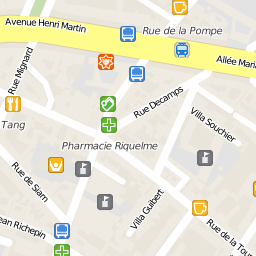 Avenue Henri Martin
Rue de la Pompe
Allée Maria
Rue Mignard
Rue Decamps
Villa Souchier
Tang
Pharmacie Riquelme
Rue de Siam
Villa Guibert
ean Richepin
Rue de la Tour